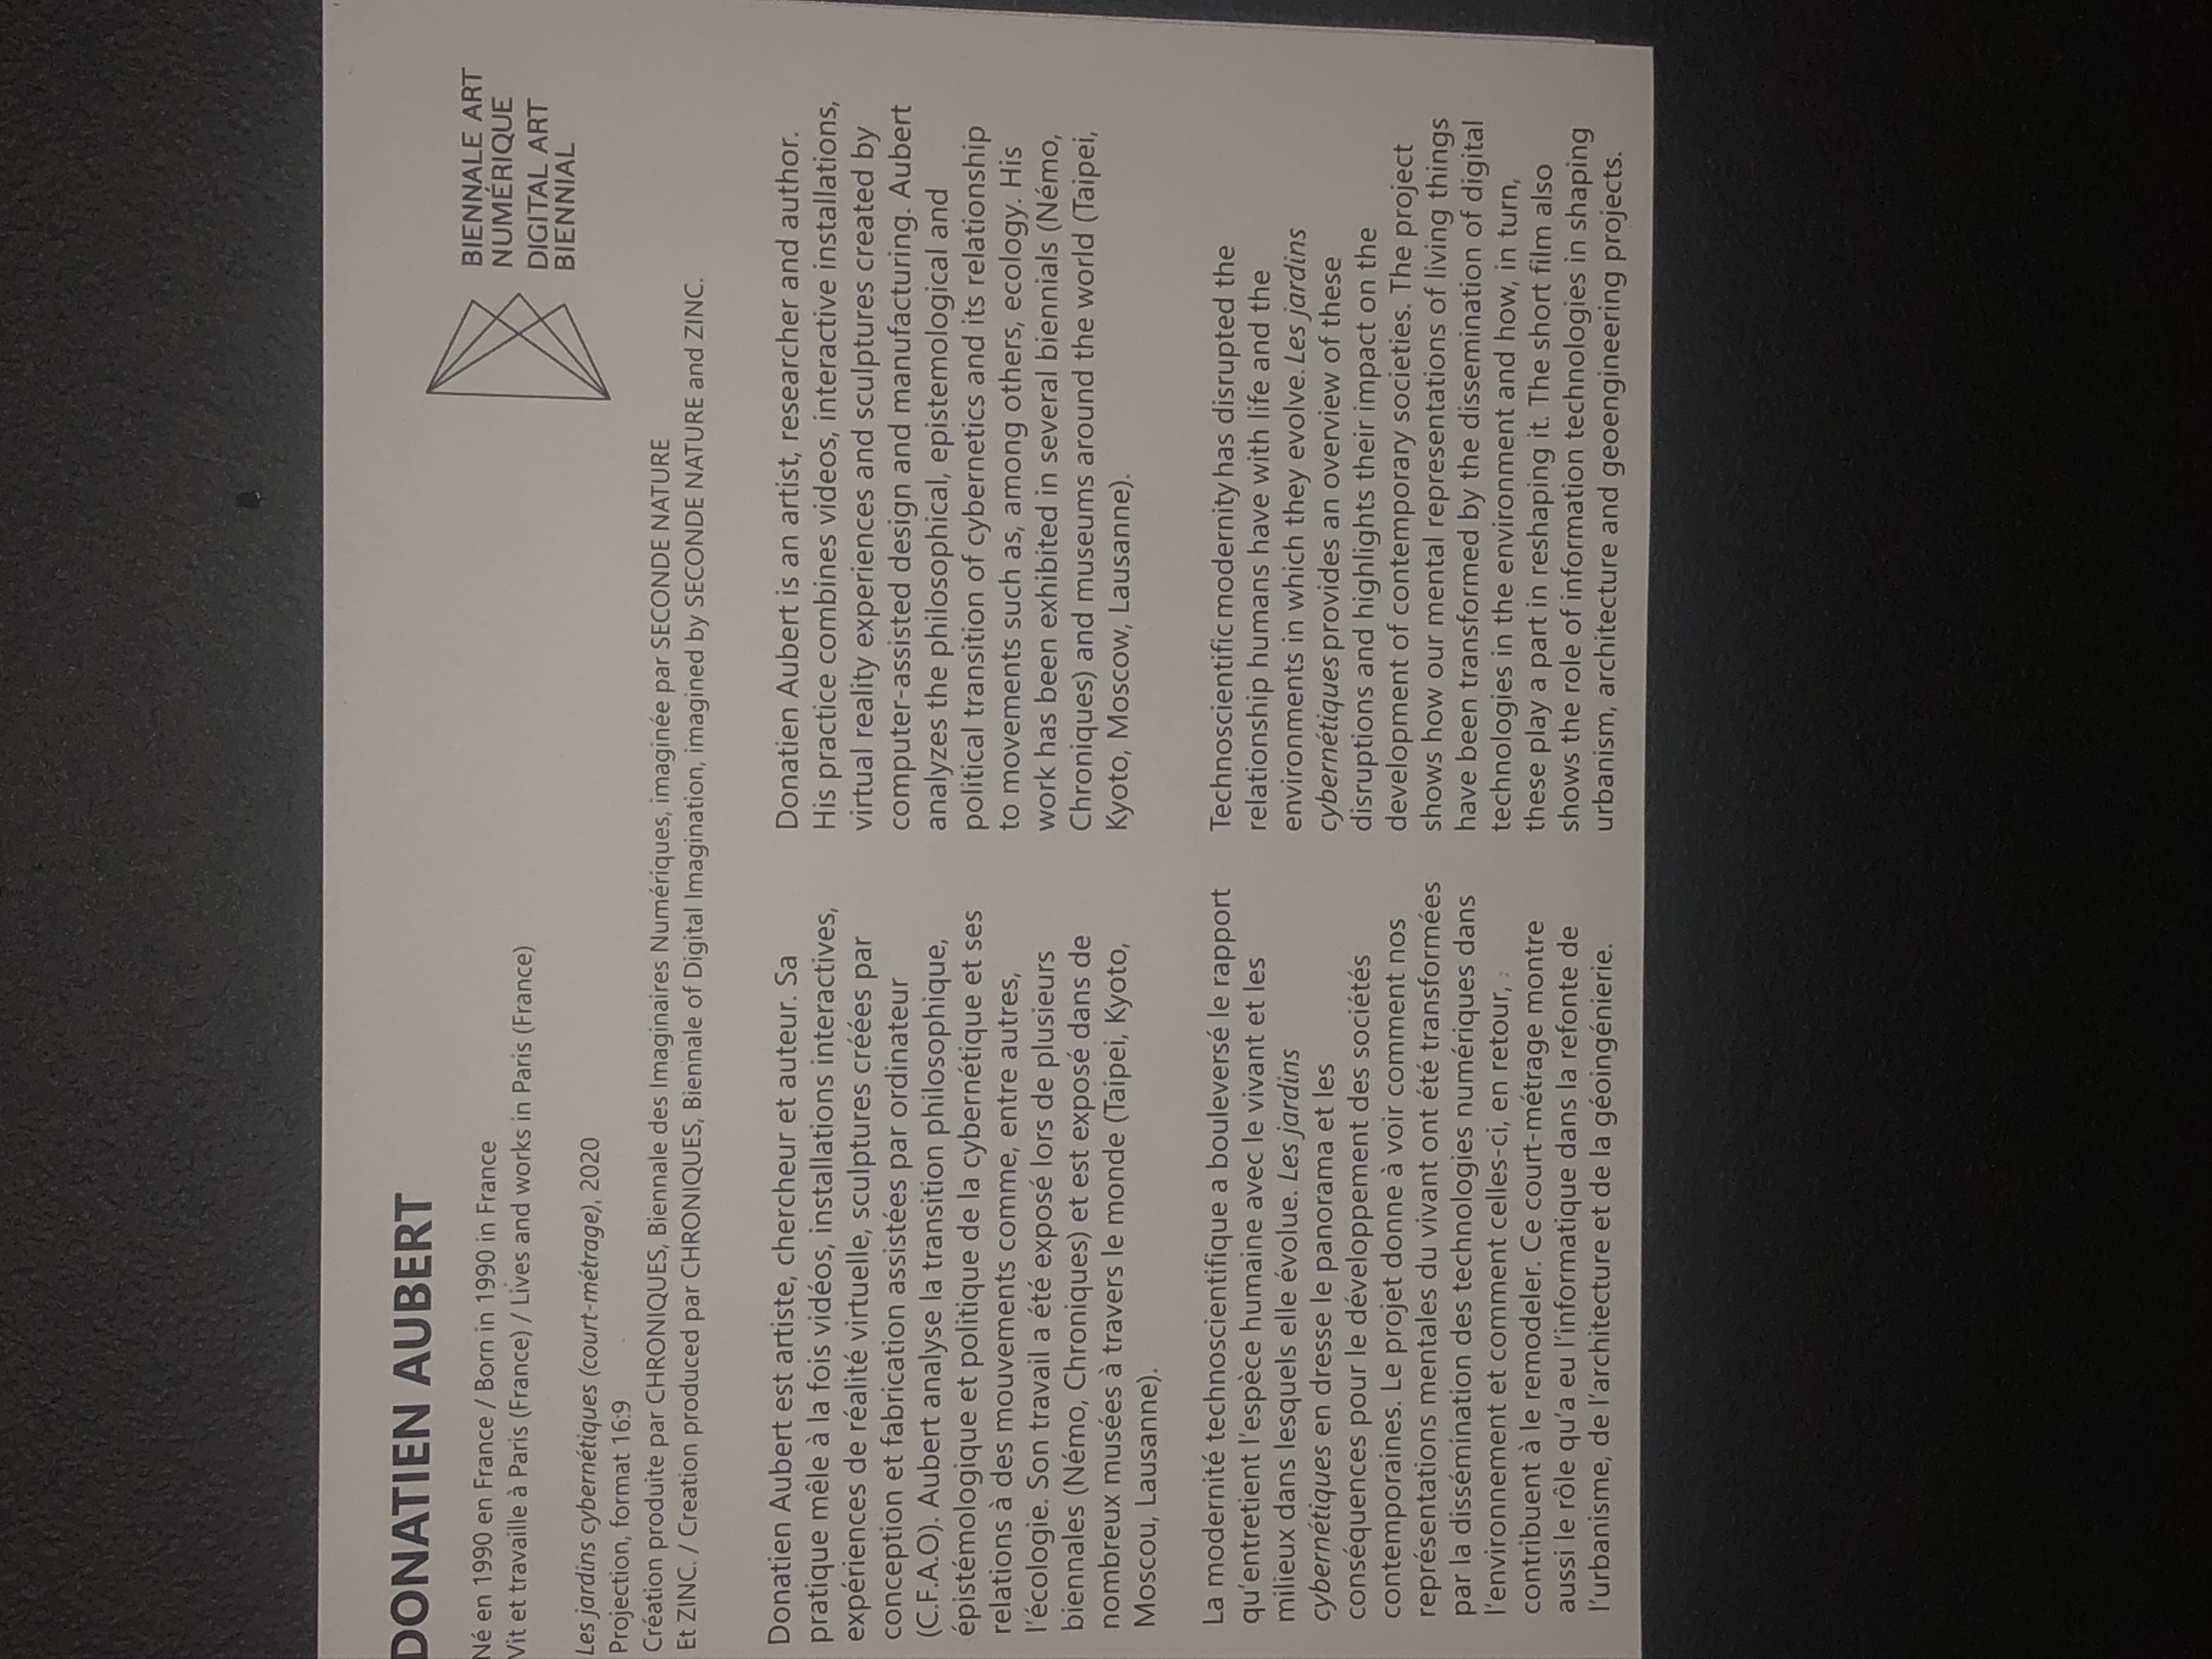 DONATIEN AUBERT
Né en 1990 en France / Born in 1990 in France
Vit et travaille à Paris (France) / Lives and works in Paris (France)
BIENNALE ART
NUMÉRIQUE
DIGITAL ART
BIENNIAL
Les jardins cybernétiques (court-métrage), 2020
Projection, format 16:9
Création produite par CHRONIQUES, Biennale des Imaginaires Numériques, imaginée par SECONDE NATURE
Et ZINC. / Creation produced par CHRONIQUES, Biennale of Digital Imagination, imagined by SECONDE NATURE and ZINC.
Donatien Aubert est artiste, chercheur et auteur. Sa
pratique mêle à la fois vidéos, installations interactives,
expériences de réalité virtuelle, sculptures créées par
conception et fabrication assistées par ordinateur
(C.F.A.O). Aubert analyse la transition philosophique,
épistémologique et politique de la cybernétique et ses
relations à des mouvements comme, entre autres,
l'écologie. Son travail a été exposé lors de plusieurs
biennales (Némo, Chroniques) et est exposé dans de
nombreux musées à travers le monde (Taipei, Kyoto,
Moscou, Lausanne).
La modernité technoscientifique a bouleversé le rapport
qu'entretient l'espèce humaine avec le vivant et les
milieux dans lesquels elle évolue. Les jardins
cybernétiques en dresse le panorama et les
conséquences pour le développement des sociétés
contemporaines. Le projet donne à voir comment nos
représentations mentales du vivant ont été transformées
par la dissémination des technologies numériques dans
l'environnement et comment celles-ci, en retour,
contribuent à le remodeler. Ce court-métrage montre
aussi le rôle qu'a eu l'informatique dans la refonte de
l'urbanisme, de l'architecture et de la géoingénierie.
Donatien Aubert is an artist, researcher and author.
His practice combines videos, interactive installations,
virtual reality experiences and sculptures created by
computer-assisted design and manufacturing. Aubert
analyzes the philosophical, epistemological and
political transition of cybernetics and its relationship
to movements such as, among others, ecology. His
work has been exhibited in several biennials (Némo,
Chroniques) and museums around the world (Taipei,
Kyoto, Moscow, Lausanne).
Technoscientific modernity has disrupted the
relationship humans have with life and the
environments in which they evolve. Les jardins
cybernétiques provides an overview of these
disruptions and highlights their impact on the
development of contemporary societies. The project
shows how our mental representations of living things
have been transformed by the dissemination of digital
technologies in the environment and how, in turn,
these play a part in reshaping it. The short film also
shows the role of information technologies in shaping
urbanism, architecture and geoengineering projects.